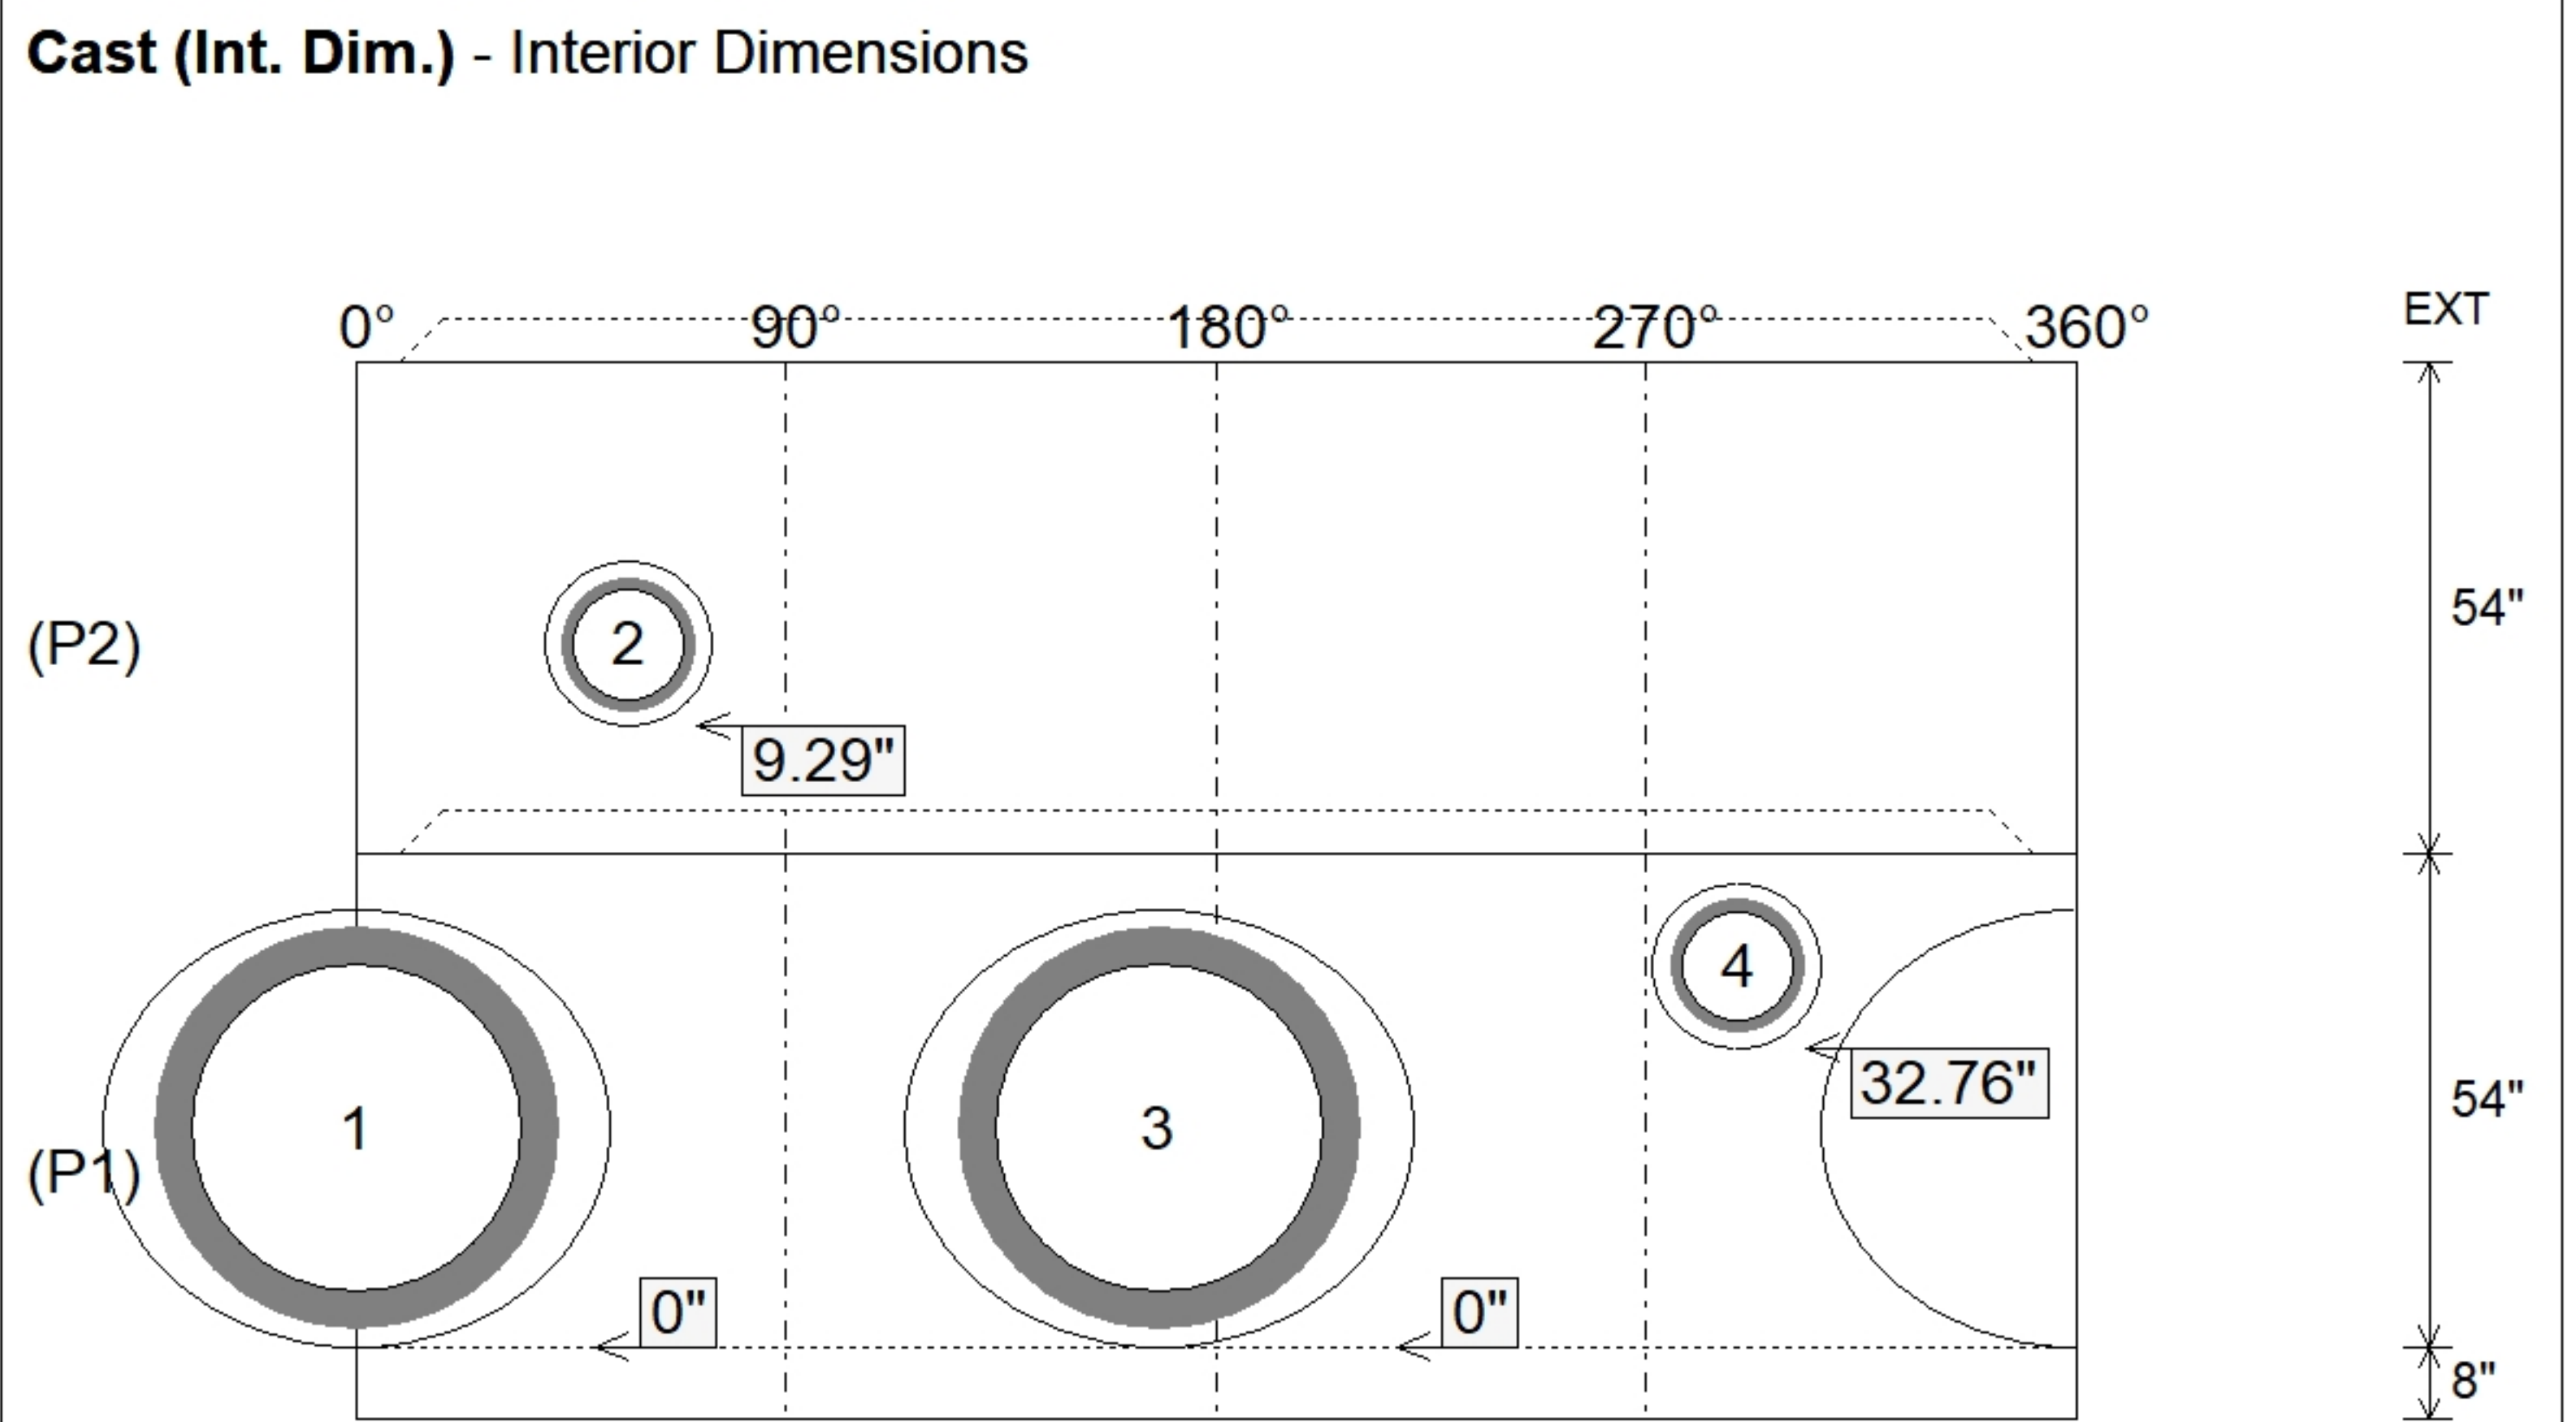 Cast (Int. Dim.) - Interior Dimensions
0° 90° 180° 270° 360° EXT
(P2) 2 54"
9.29"
4
32.76"
54"
1 3
(P1)
0" 0"
8"